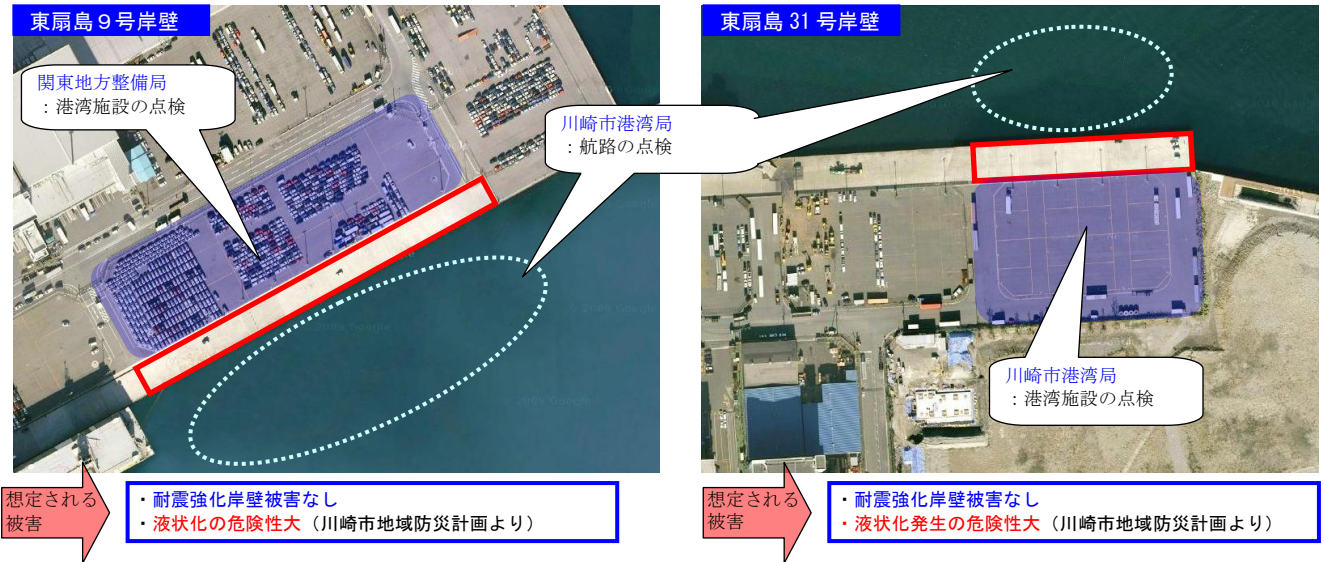 東扇島９号岸壁
関東地方整備局
：港湾施設の点検
川崎市港湾局
：航路の点検
想定される
被害
・耐震強化岸壁被害なし
・液状化の危険性大（川崎市地域防災計画より）
東扇島 31 号岸壁
川崎市港湾局
：港湾施設の点検
想定される
被害
・耐震強化岸壁被害なし
・液状化発生の危険性大（川崎市地域防災計画より）